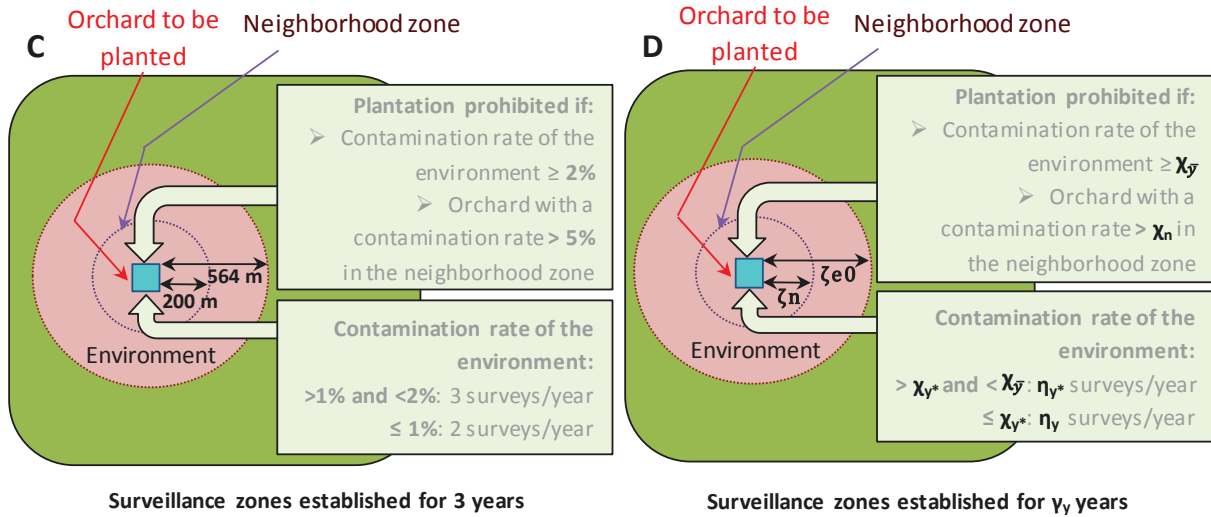 C
Orchard to be
planted
Neighborhood zone
Plantation prohibited if:
➢ Contamination rate of the
environment ≥ 2%
➢ Orchard with a
contamination rate > 5%
in the neighborhood zone
564 m
200 m
Environment
Contamination rate of the
environment:
>1% and <2%: 3 surveys/year
≤ 1%: 2 surveys/year
Surveillance zones established for 3 years
D
Orchard to be
planted
Neighborhood zone
Plantation prohibited if:
➢ Contamination rate of the
environment ≥ χȳ
➢ Orchard with a
contamination rate > χn in
the neighborhood zone
ζe0
ζn
Environment
Contamination rate of the
environment:
> χy* and < χȳ: ηy* surveys/year
≤ χy*: ηy surveys/year
Surveillance zones established for γy years